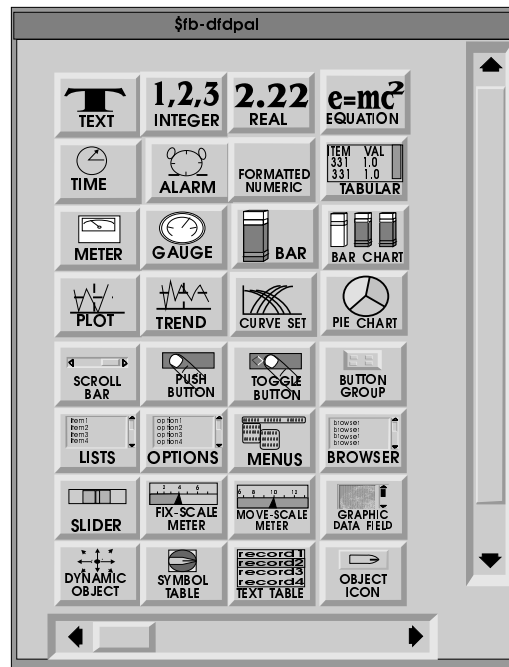 $fb-dfdpal
TEXT
1,2,3
INTEGER
2.22
REAL
e=mc²
EQUATION
TIME
ALARM
FORMATTED
NUMERIC
ITEM VAL
331 1.0
331 1.0
TABULAR
METER
GAUGE
BAR
BAR CHART
PLOT
TREND
CURVE SET
PIE CHART
SCROLL
BAR
PUSH
BUTTON
TOGGLE
BUTTON
BUTTON
GROUP
item1
item2
item3
item4
LISTS
option1
option2
option3
option4
OPTIONS
MENUS
browser
browser
browser
browser
BROWSER
SLIDER
2 4 6
FIX-SCALE
METER
6 8 10 12
MOVE-SCALE
METER
GRAPHIC
DATA FIELD
DYNAMIC
OBJECT
SYMBOL
TABLE
record1
record2
record3
record4
TEXT TABLE
OBJECT
ICON